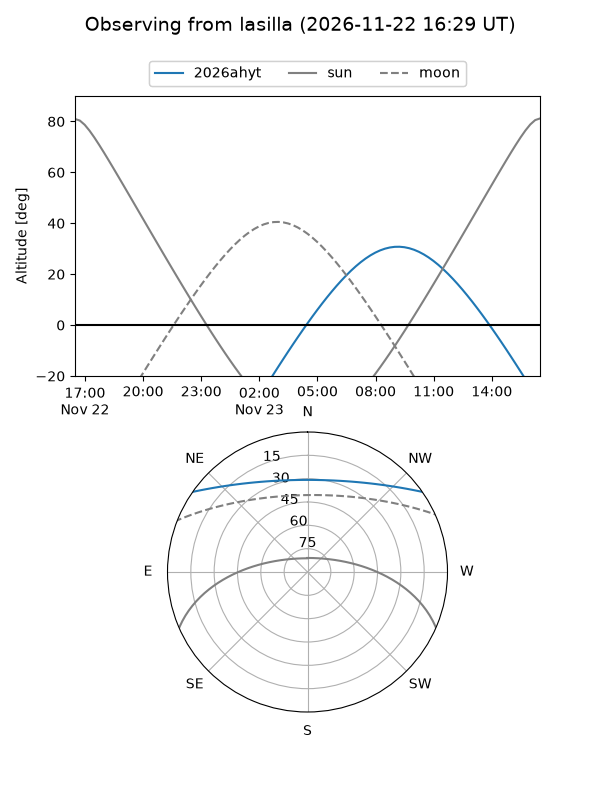 Observing from lasilla (2026-11-22 16:29 UT)
2026ahyt sun moon
Altitude [deg]
80
60
40
20
0
−20
17:00 20:00 23:00 02:00 05:00 08:00 11:00 14:00
Nov 22 Nov 23
N
NE NW
15
30
45
60
75
E W
SE SW
S